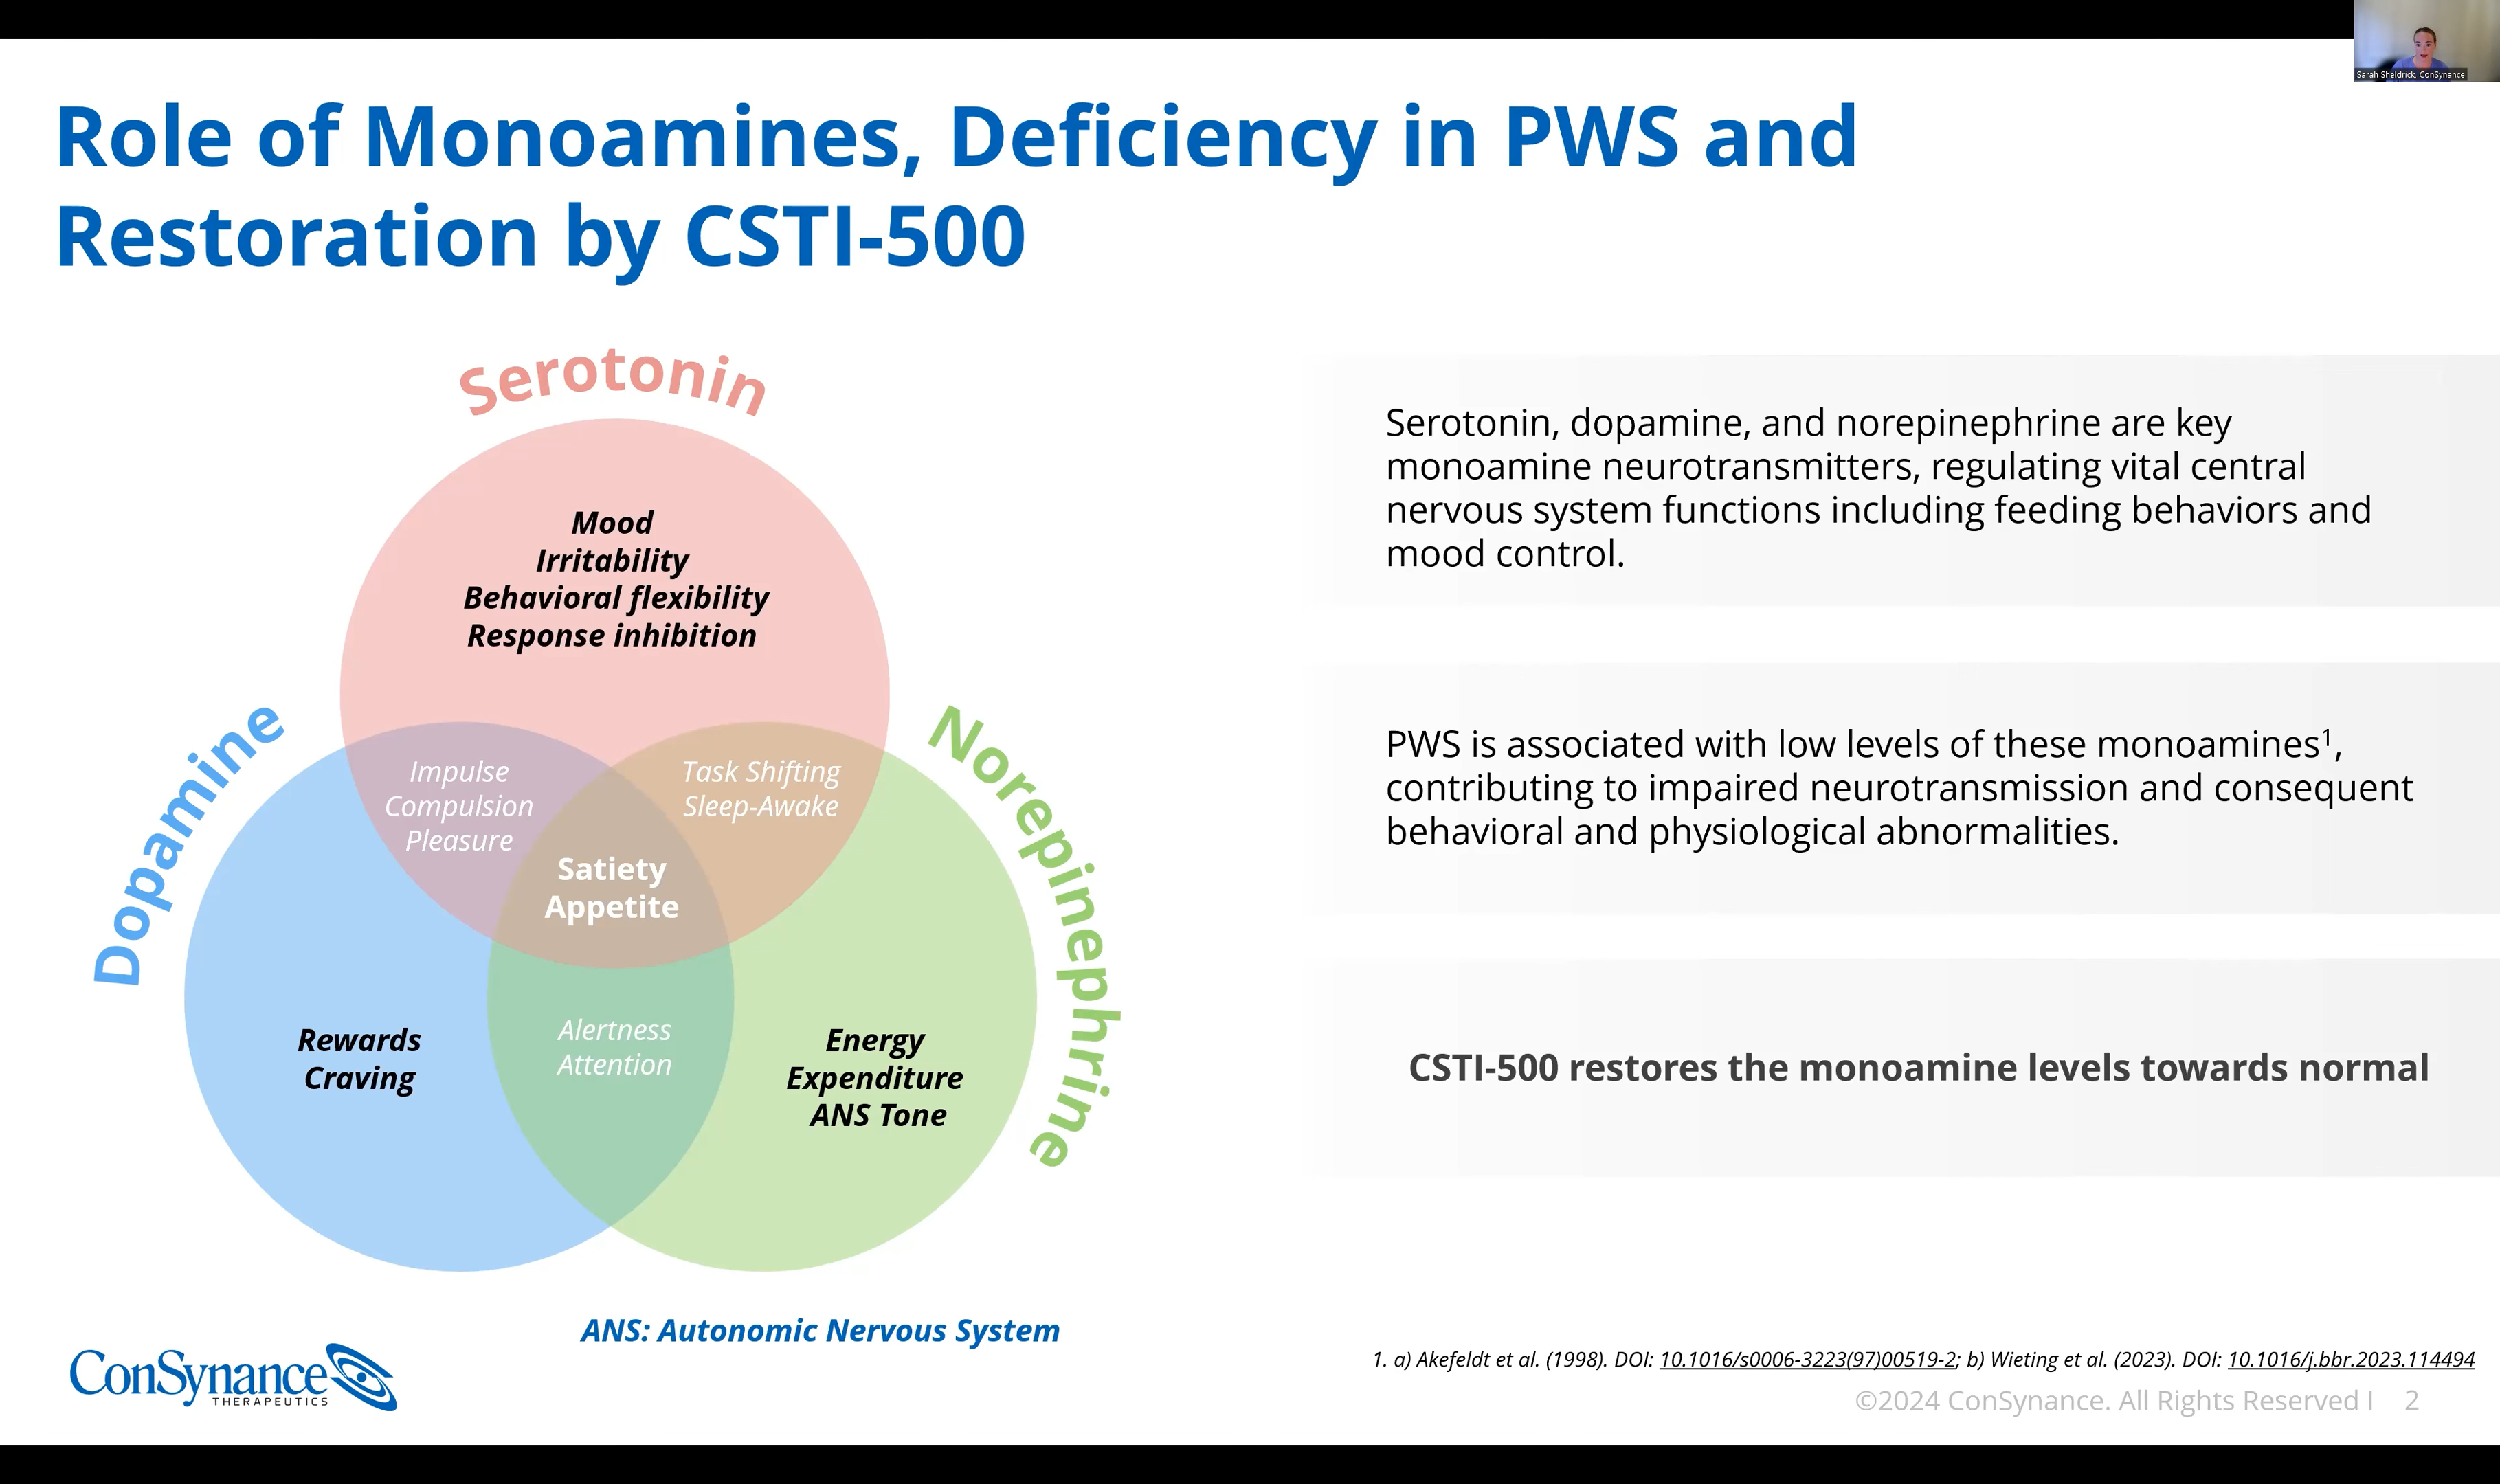 Sarah Sheldrick, ConSynance
Role of Monoamines, Deficiency in PWS and
Restoration by CSTI-500
Serotonin
Mood
Irritability
Behavioral flexibility
Response inhibition
Dopamine
Norepinephrine
Impulse
Compulsion
Pleasure
Task Shifting
Sleep-Awake
Satiety
Appetite
Rewards
Craving
Alertness
Attention
Energy
Expenditure
ANS Tone
ANS: Autonomic Nervous System
Serotonin, dopamine, and norepinephrine are key
monoamine neurotransmitters, regulating vital central
nervous system functions including feeding behaviors and
mood control.
PWS is associated with low levels of these monoamines¹,
contributing to impaired neurotransmission and consequent
behavioral and physiological abnormalities.
CSTI-500 restores the monoamine levels towards normal
ConSynance
THERAPEUTICS
1. a) Akefeldt et al. (1998). DOI: 10.1016/s0006-3223(97)00519-2; b) Wieting et al. (2023). DOI: 10.1016/j.bbr.2023.114494
©2024 ConSynance. All Rights Reserved I 2